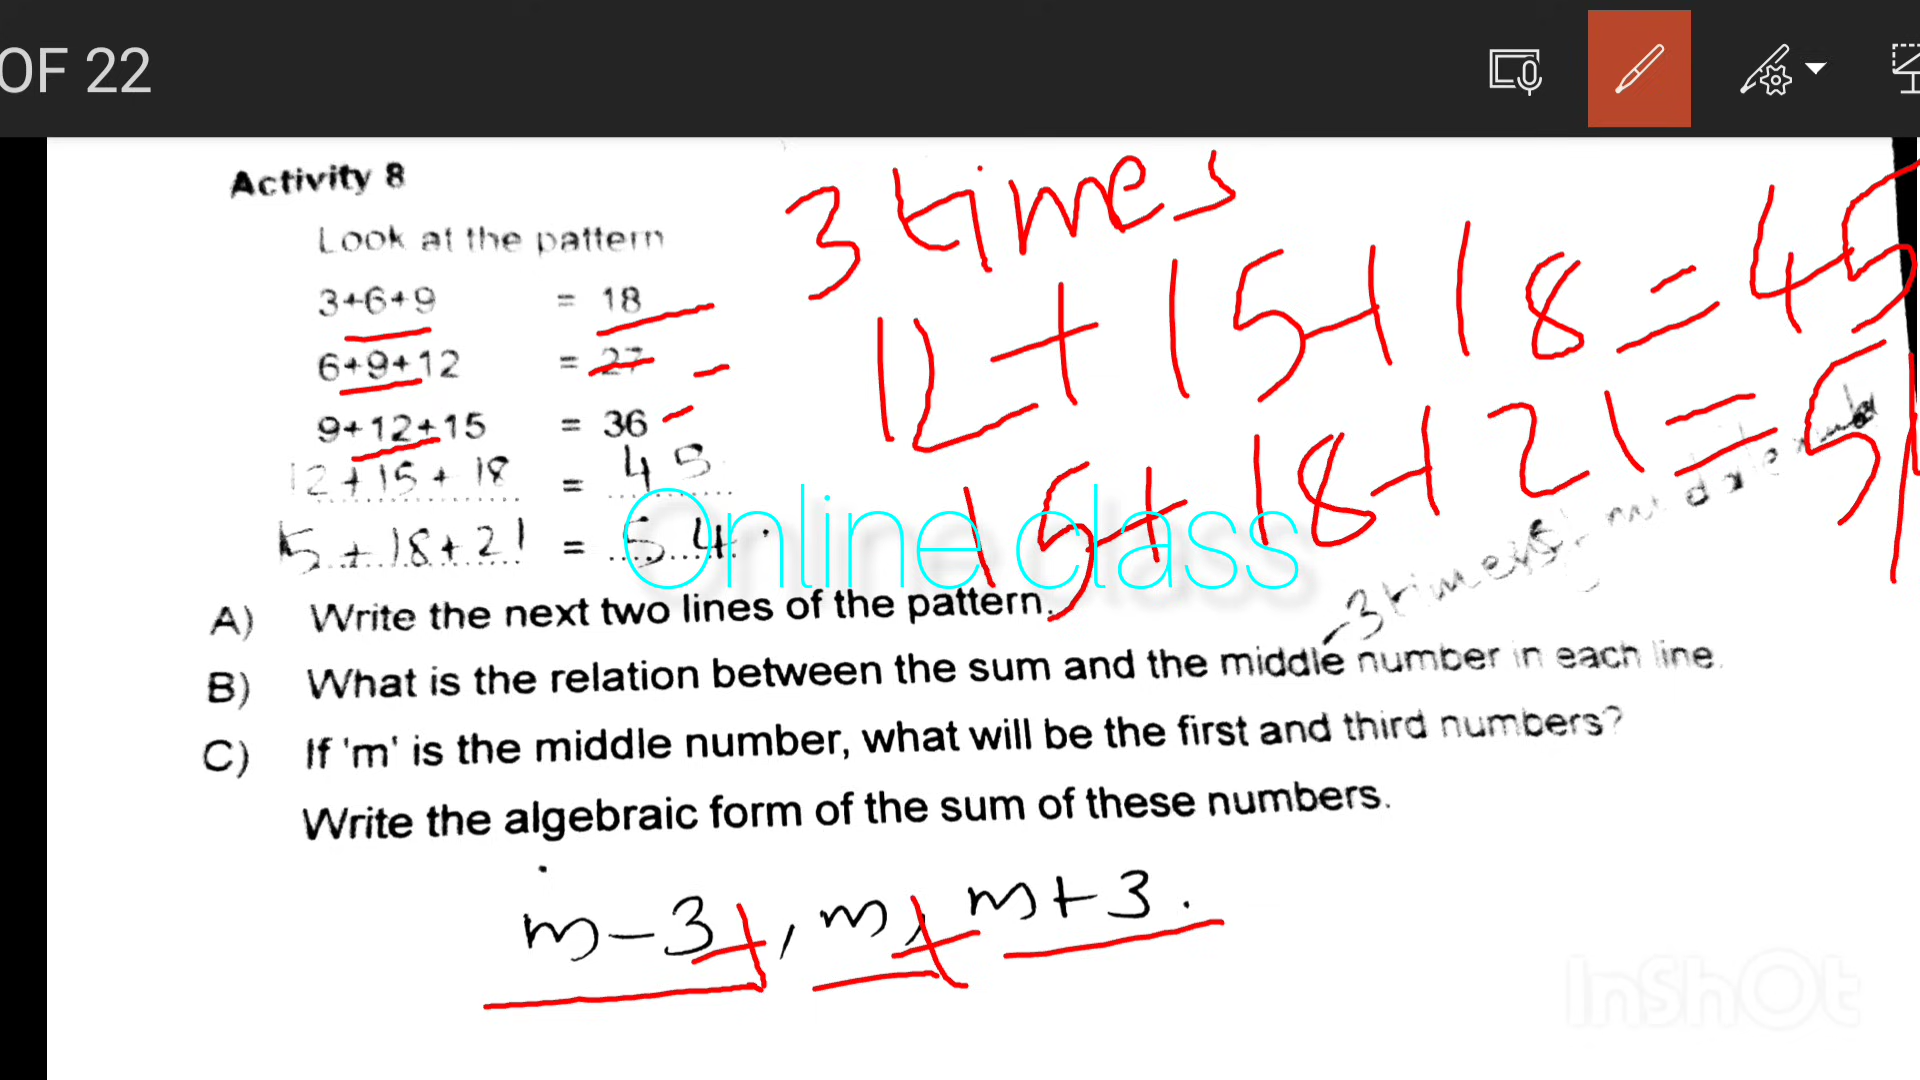 OF 22
Activity 8
3 times
Look at the pattern
3+6+9 = 18
12+15+18=45
6+9+12 = 27
9+12+15 = 36
15+18+21=
12+15+18 = 45
5+18+21 = 54.
Online class
A) Write the next two lines of the pattern.
3 times
B) What is the relation between the sum and the middle number in each line.
C) If 'm' is the middle number, what will be the first and third numbers?
Write the algebraic form of the sum of these numbers.
m-3+, m,+ m+3.
InShOt